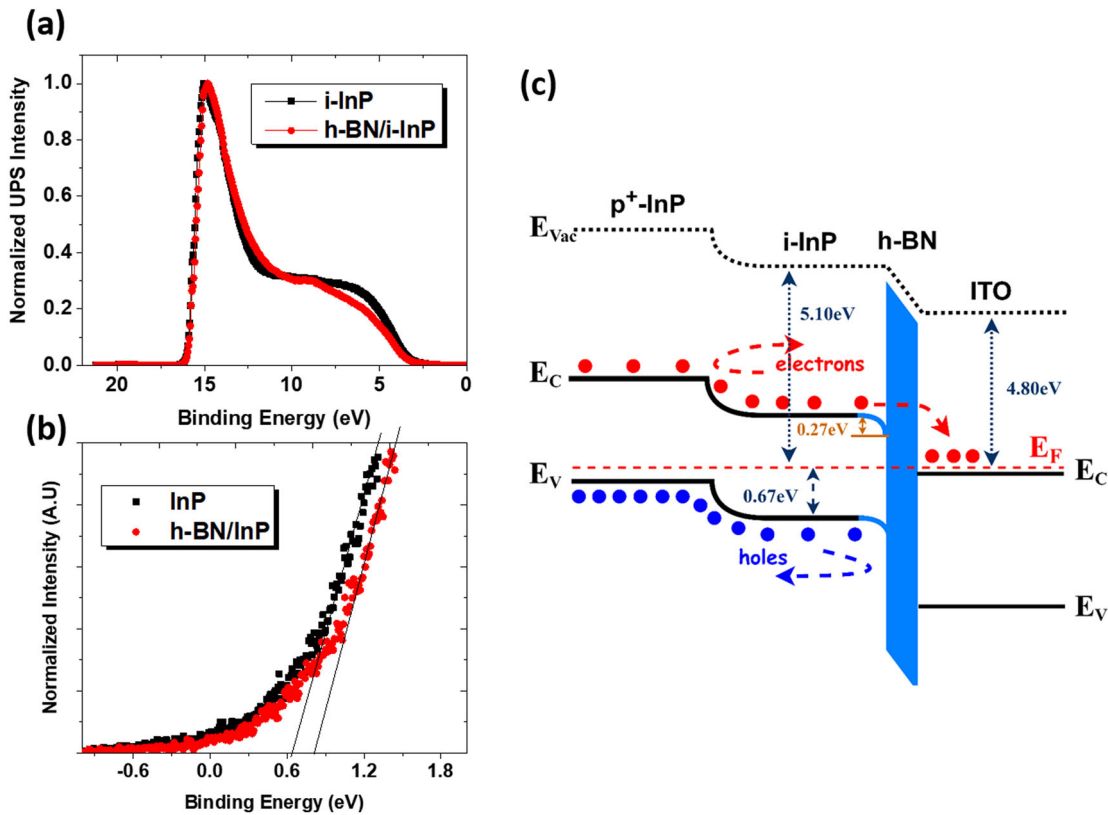 (a)
Normalized UPS Intensity
1.0
0.8
0.6
0.4
0.2
0.0
i-InP
h-BN/i-InP
20
15
10
5
0
Binding Energy (eV)
(b)
Normalized Intensity (A.U)
InP
h-BN/InP
-0.6
0.0
0.6
1.2
1.8
Binding Energy (eV)
(c)
p+-InP
EVac
i-InP
h-BN
ITO
5.10eV
4.80eV
electrons
EC
0.27eV
EF
EC
EV
0.67eV
holes
EV